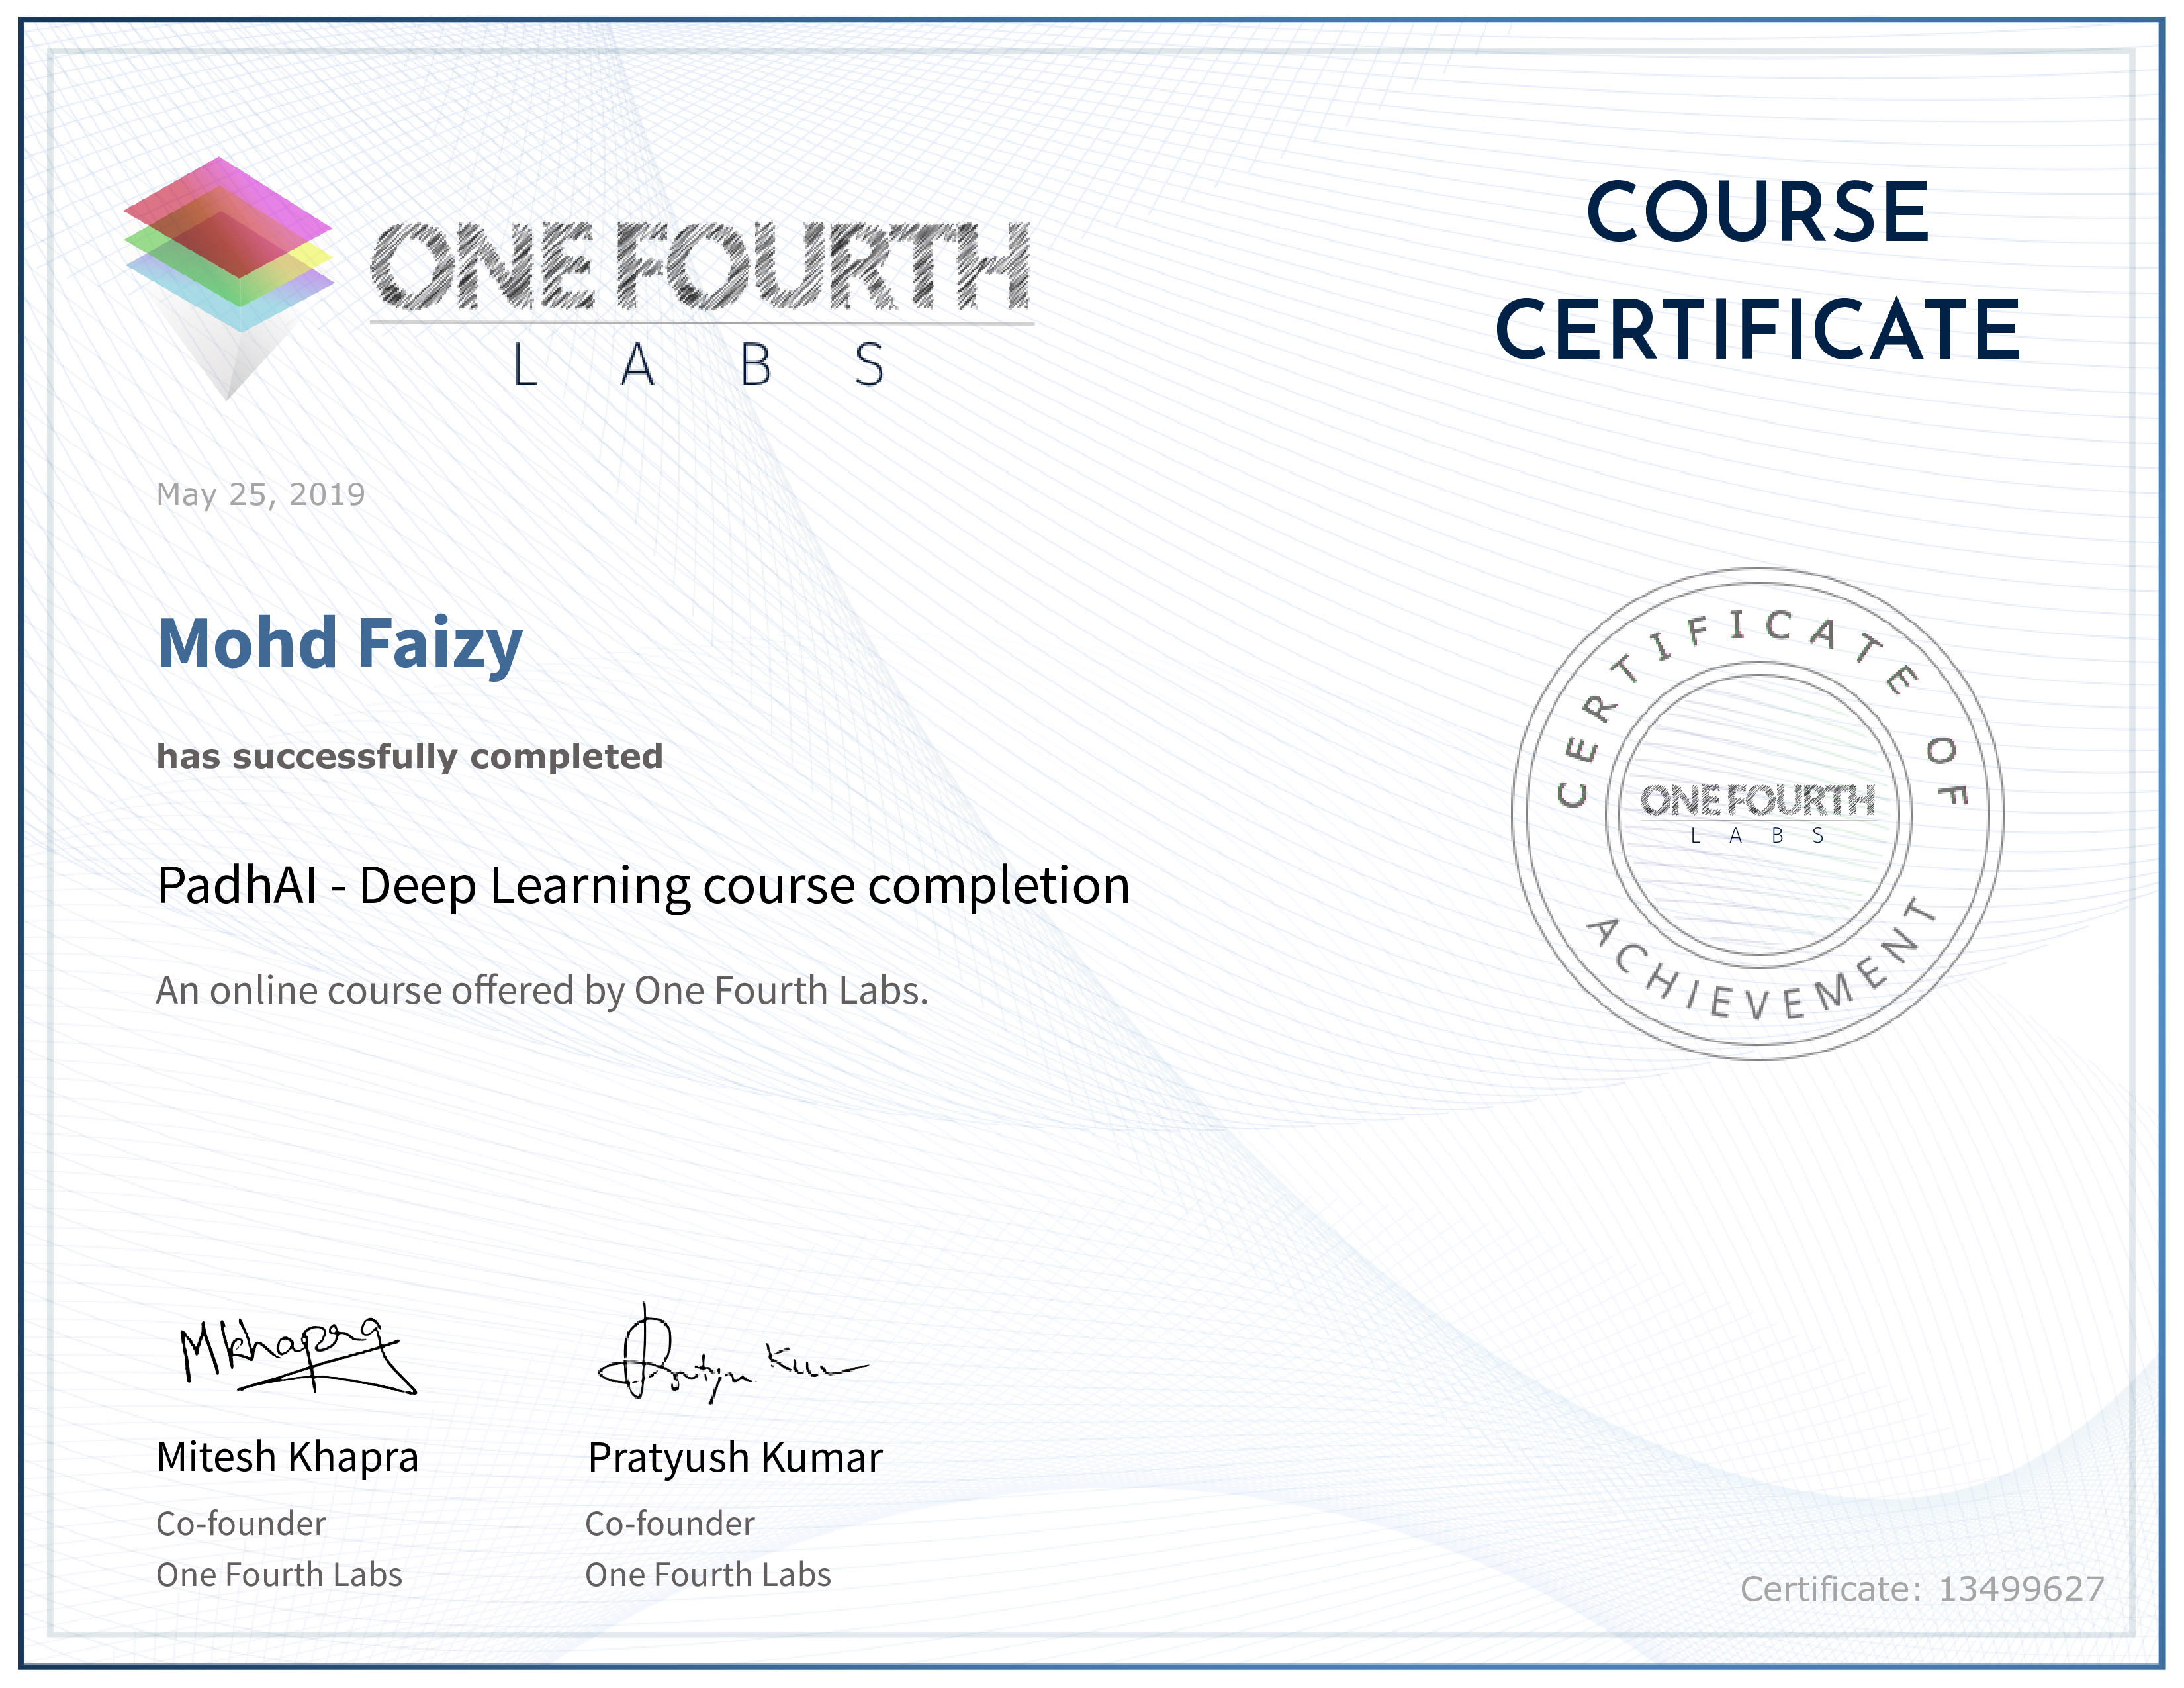 ONE FOURTH
LABS
COURSE
CERTIFICATE
May 25, 2019
Mohd Faizy
has successfully completed
PadhAI - Deep Learning course completion
An online course offered by One Fourth Labs.
CERTIFICATE OF
ONE FOURTH
LABS
ACHIEVEMENT
MKhapra
Pratyush Kumar
Mitesh Khapra
Pratyush Kumar
Co-founder
Co-founder
One Fourth Labs
One Fourth Labs
Certificate: 13499627